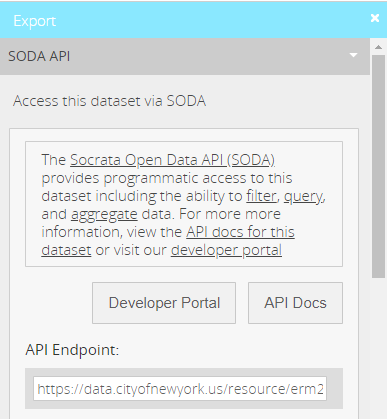 Export
SODA API
Access this dataset via SODA
The Socrata Open Data API (SODA)
provides programmatic access to this
dataset including the ability to filter, query,
and aggregate data. For more more
information, view the API docs for this
dataset or visit our developer portal
Developer Portal
API Docs
API Endpoint:
https://data.cityofnewyork.us/resource/erm2